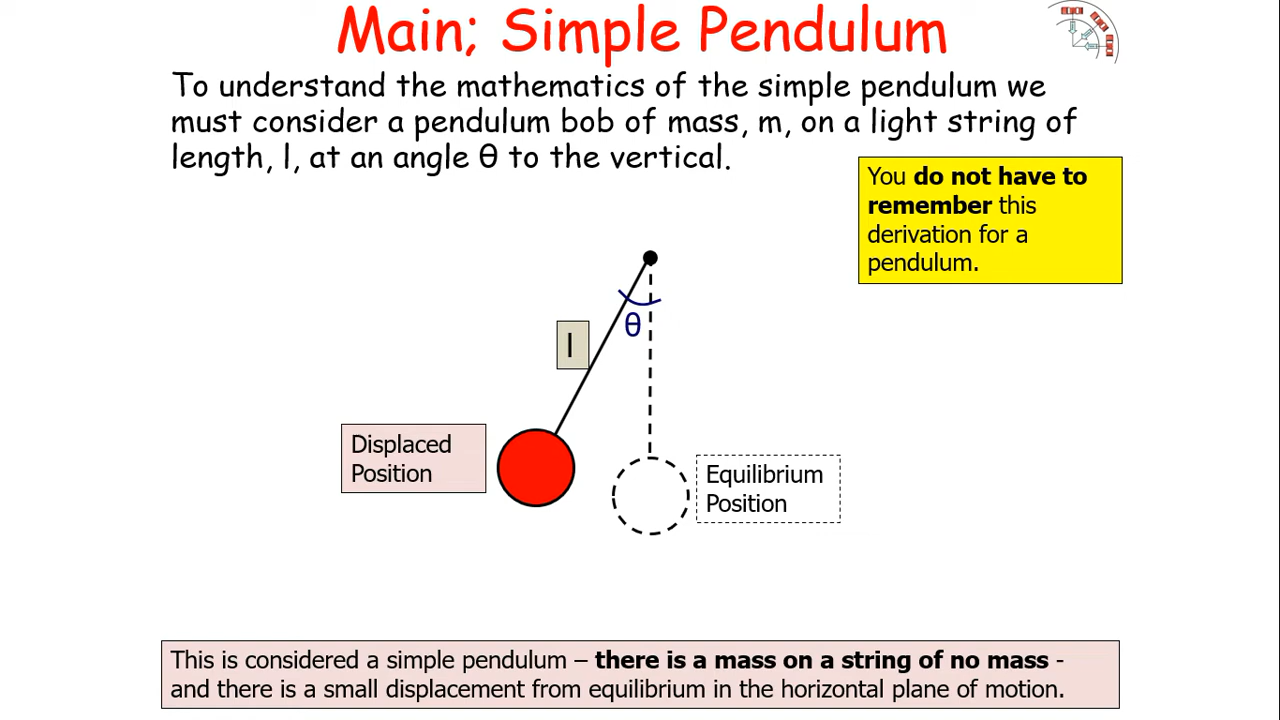 Main; Simple Pendulum
To understand the mathematics of the simple pendulum we
must consider a pendulum bob of mass, m, on a light string of
length, l, at an angle θ to the vertical.
You do not have to
remember this
derivation for a
pendulum.
θ
l
Displaced
Position
Equilibrium
Position
This is considered a simple pendulum – there is a mass on a string of no mass -
and there is a small displacement from equilibrium in the horizontal plane of motion.